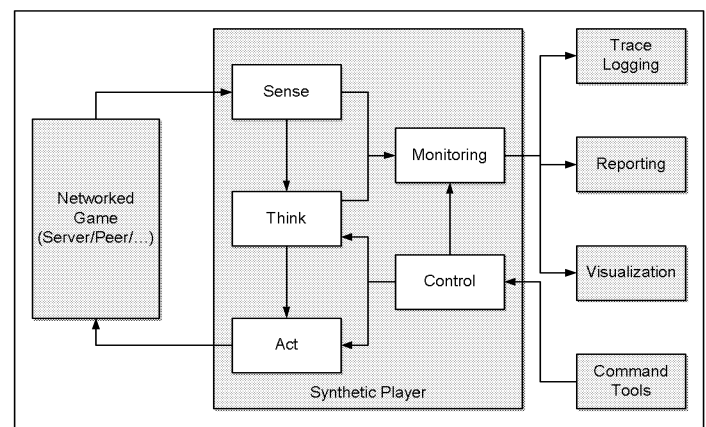 Trace
Logging
Sense
Monitoring
Reporting
Networked
Game
(Server/Peer/...)
Think
Control
Visualization
Act
Command
Tools
Synthetic Player